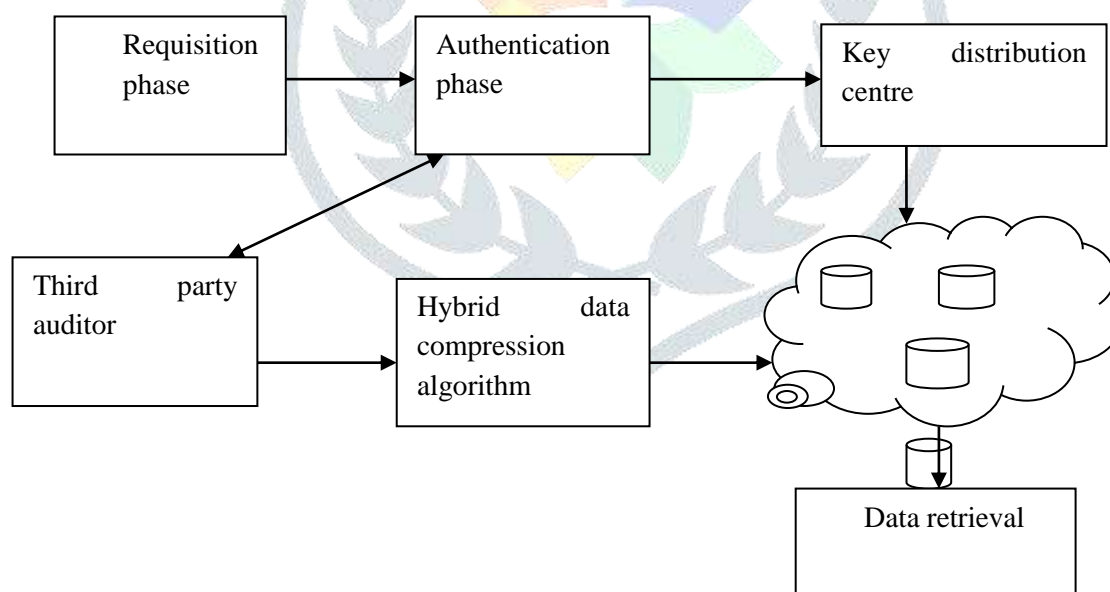 Requisition
phase
Authentication
phase
Key distribution
centre
Third party
auditor
Hybrid data
compression
algorithm
Data retrieval